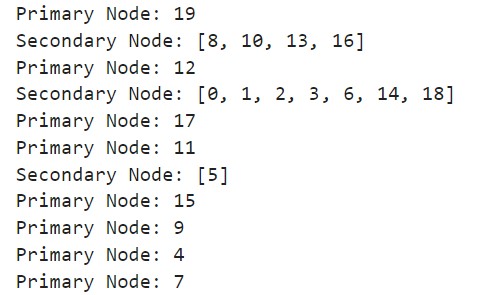 Primary Node: 19
Secondary Node: [8, 10, 13, 16]
Primary Node: 12
Secondary Node: [0, 1, 2, 3, 6, 14, 18]
Primary Node: 17
Primary Node: 11
Secondary Node: [5]
Primary Node: 15
Primary Node: 9
Primary Node: 4
Primary Node: 7